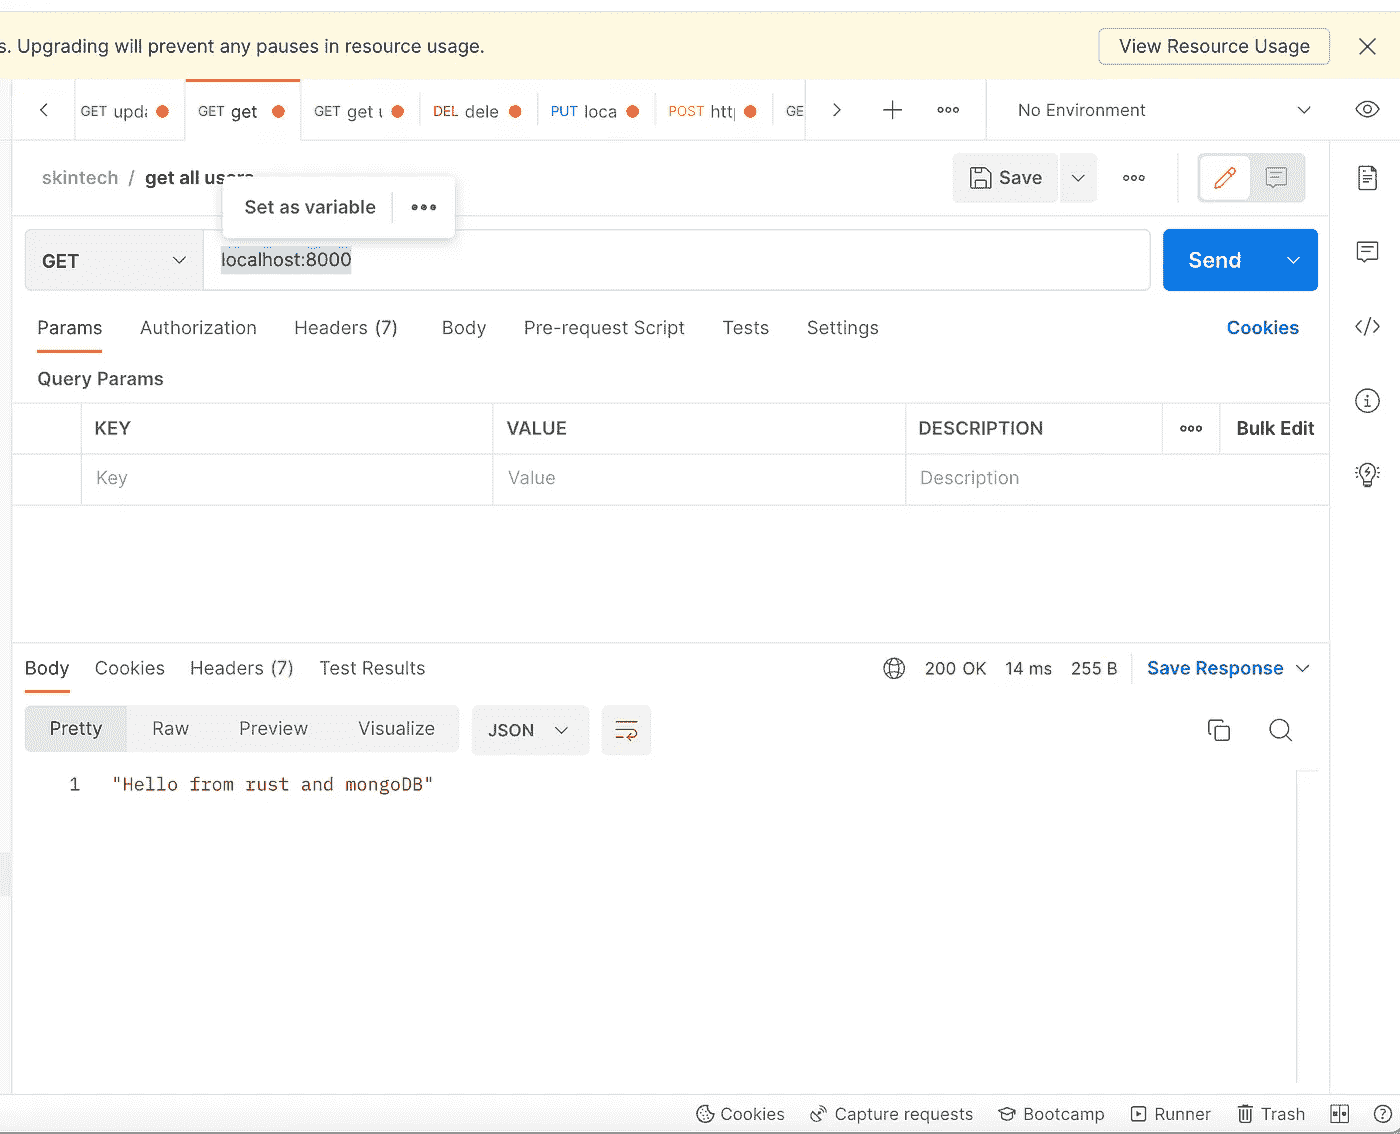 s. Upgrading will prevent any pauses in resource usage. View Resource Usage
GET upd GET get GET get DEL dele PUT loca POST htt GE No Environment
skintech / get all users Save
Set as variable
GET localhost:8000 Send
Params Authorization Headers (7) Body Pre-request Script Tests Settings Cookies
Query Params
KEY VALUE DESCRIPTION Bulk Edit
Key Value Description
Body Cookies Headers (7) Test Results 200 OK 14 ms 255 B Save Response
Pretty Raw Preview Visualize JSON
1 "Hello from rust and mongoDB"
Cookies Capture requests Bootcamp Runner Trash